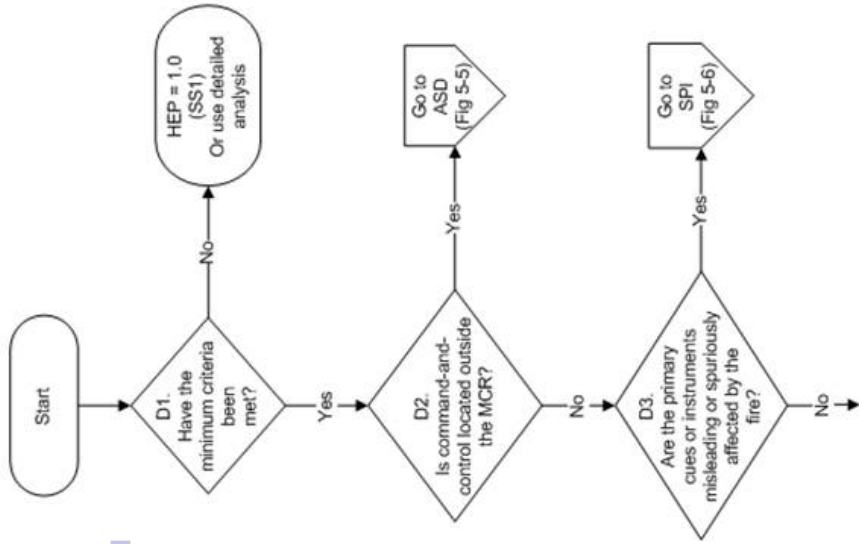 Start
D1.
Have the
minimum criteria
been
met?
No
HEP = 1.0
(SS1)
Or use detailed
analysis
Yes
D2.
Is command-and-
control located outside
the MCR?
Yes
Go to
ASD
(Fig 5-5)
No
D3.
Are the primary
cues or instruments
misleading or spuriously
affected by the
fire?
Yes
Go to
SPI
(Fig 5-6)
No